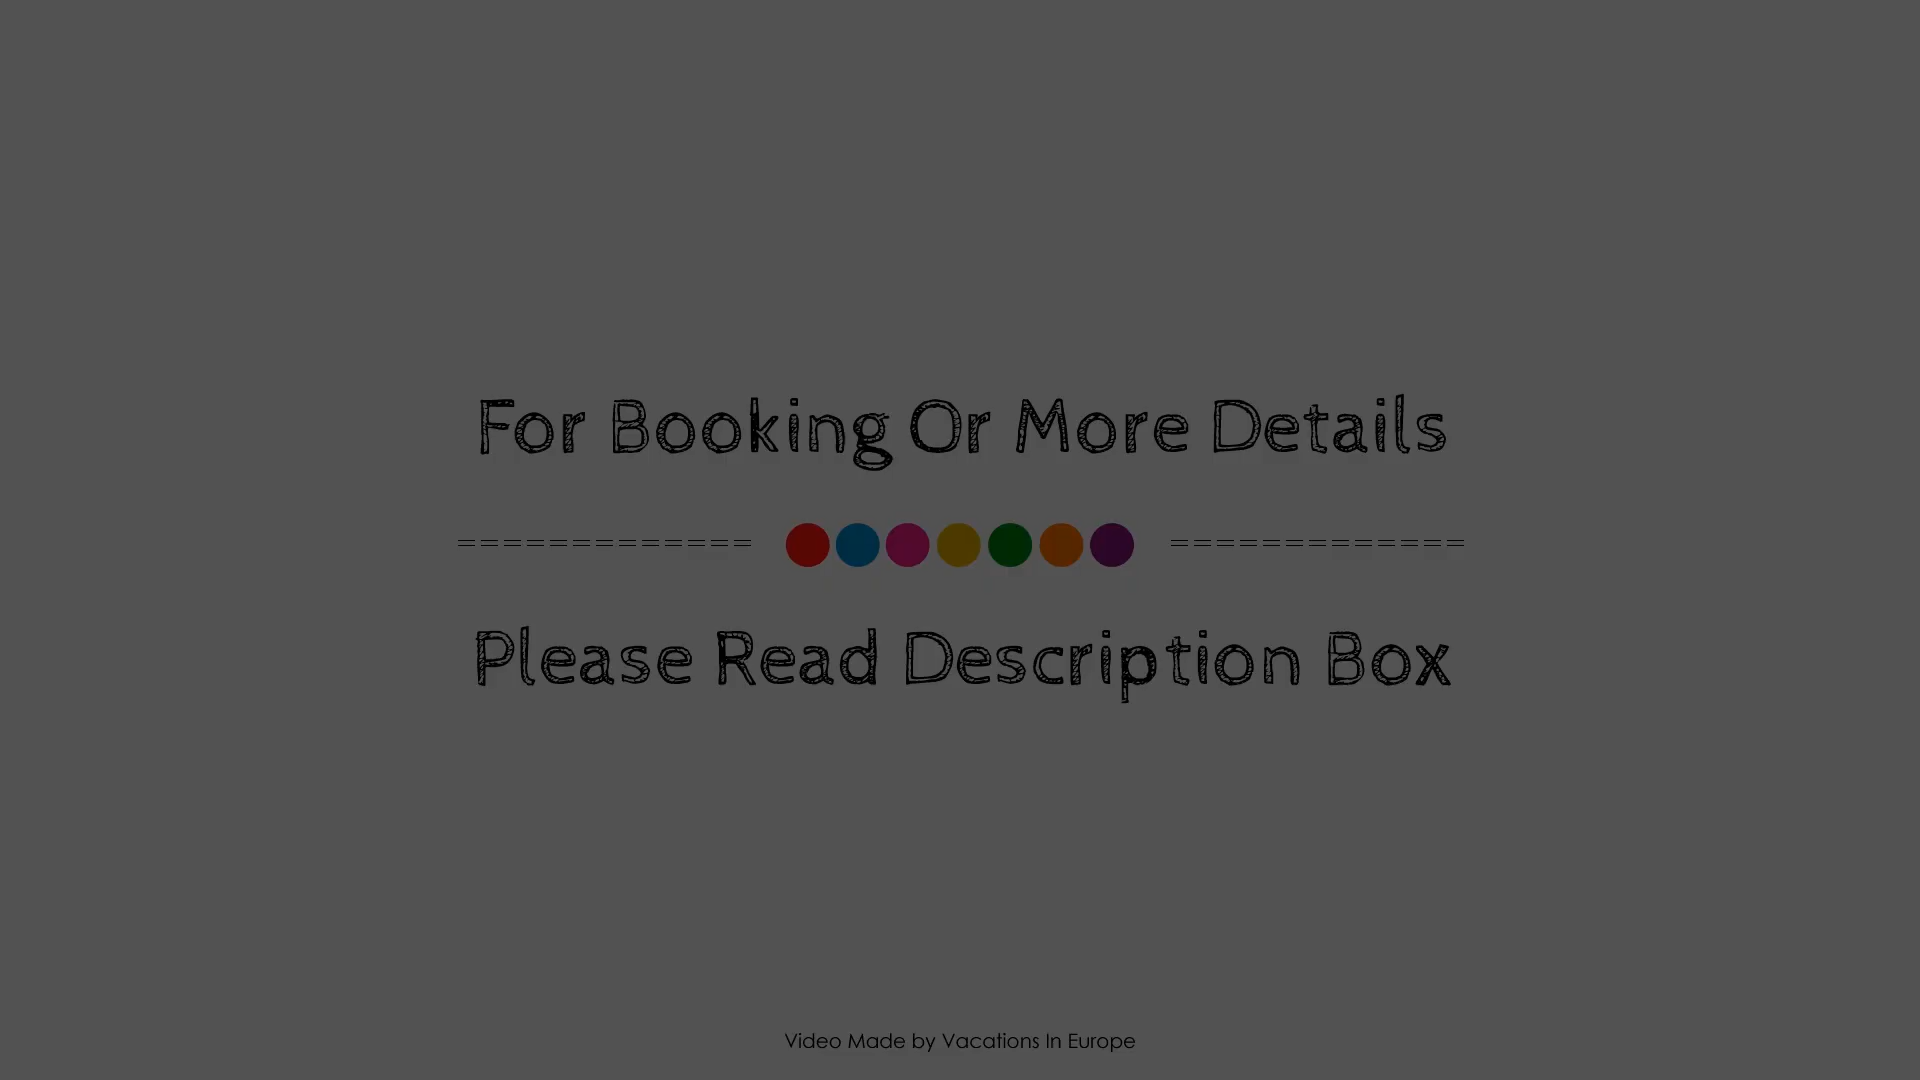 For Booking Or More Details
============= =============
Please Read Description Box
Video Made by Vacations In Europe